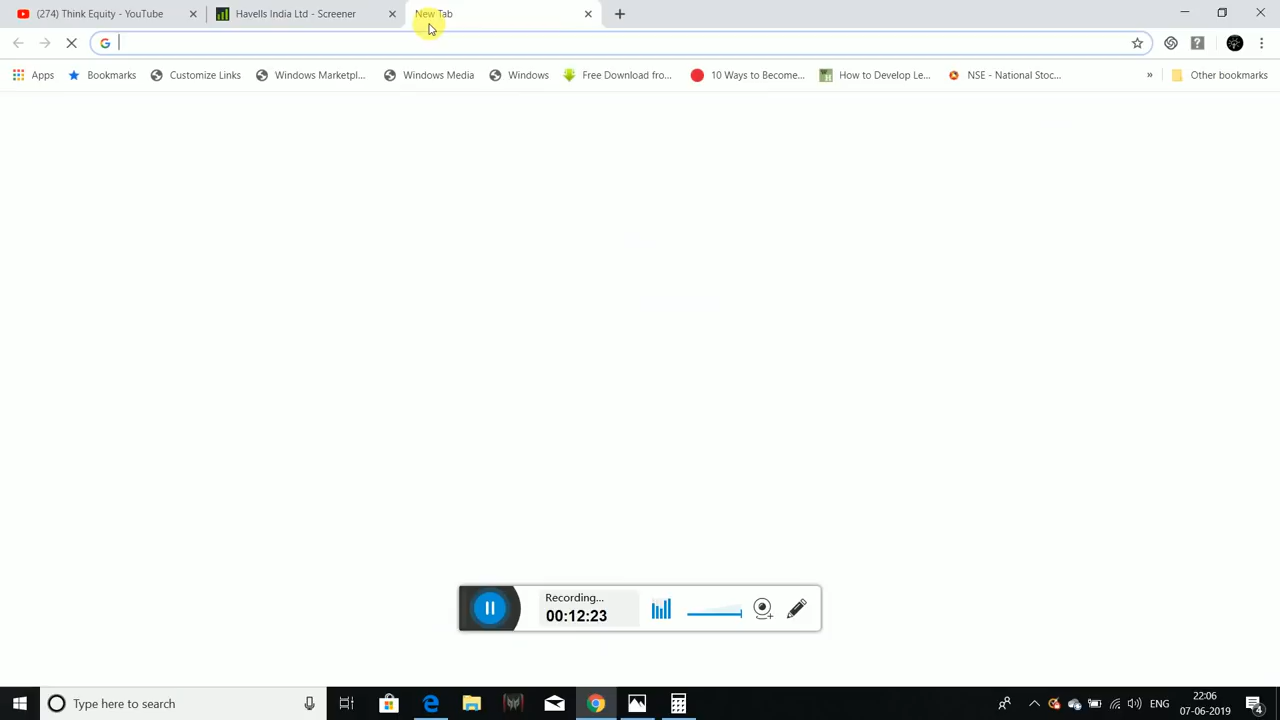 (274) Think Equity - YouTube
Havells India Ltd - Screener
New Tab
Apps
Bookmarks
Customize Links
Windows Marketpl...
Windows Media
Windows
Free Download fro...
10 Ways to Become...
How to Develop Le...
NSE - National Stoc...
»
Other bookmarks
Recording...
00:12:23
Type here to search
ENG
22:06
07-06-2019
4